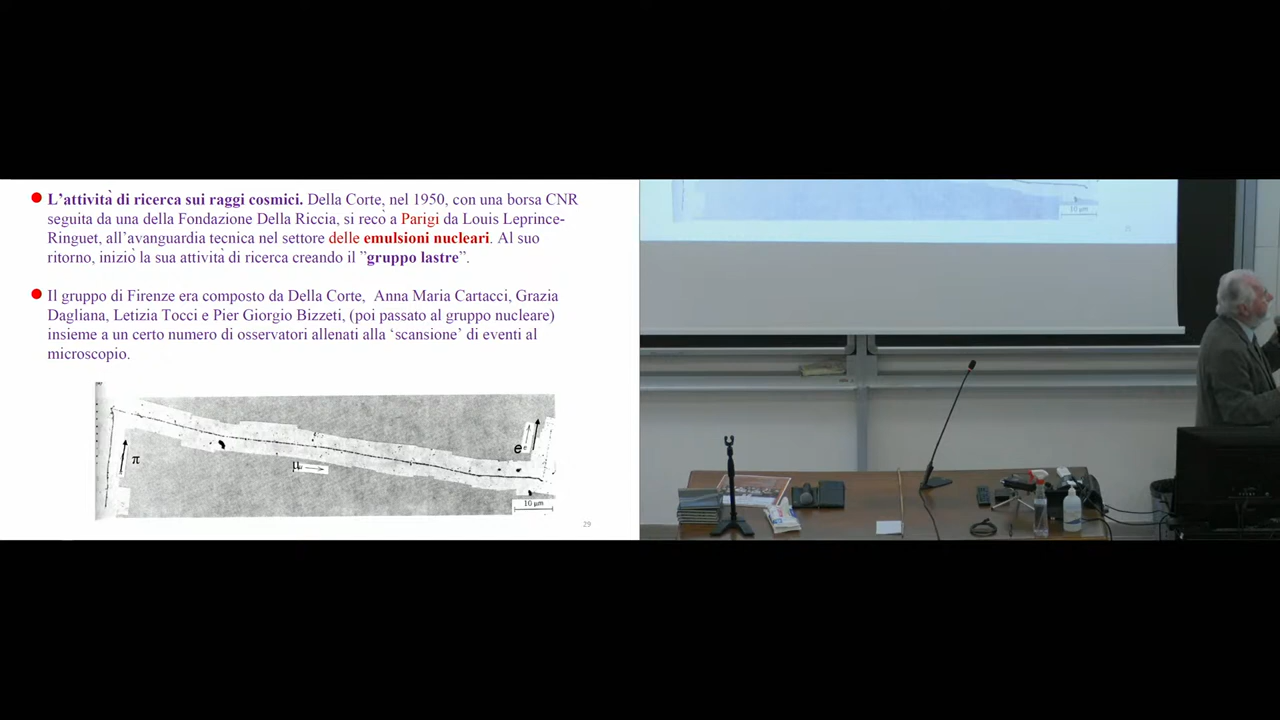 L'attività di ricerca sui raggi cosmici. Della Corte, nel 1950, con una borsa CNR
seguita da una della Fondazione Della Riccia, si recò a Parigi da Louis Leprince-
Ringuet, all'avanguardia tecnica nel settore delle emulsioni nucleari. Al suo
ritorno, iniziò la sua attività di ricerca creando il "gruppo lastre".
Il gruppo di Firenze era composto da Della Corte, Anna Maria Cartacci, Grazia
Dagliana, Letizia Tocci e Pier Giorgio Bizzeti, (poi passato al gruppo nucleare)
insieme a un certo numero di osservatori allenati alla 'scansione' di eventi al
microscopio.
π
μ
e
10 μm
29
10 μm